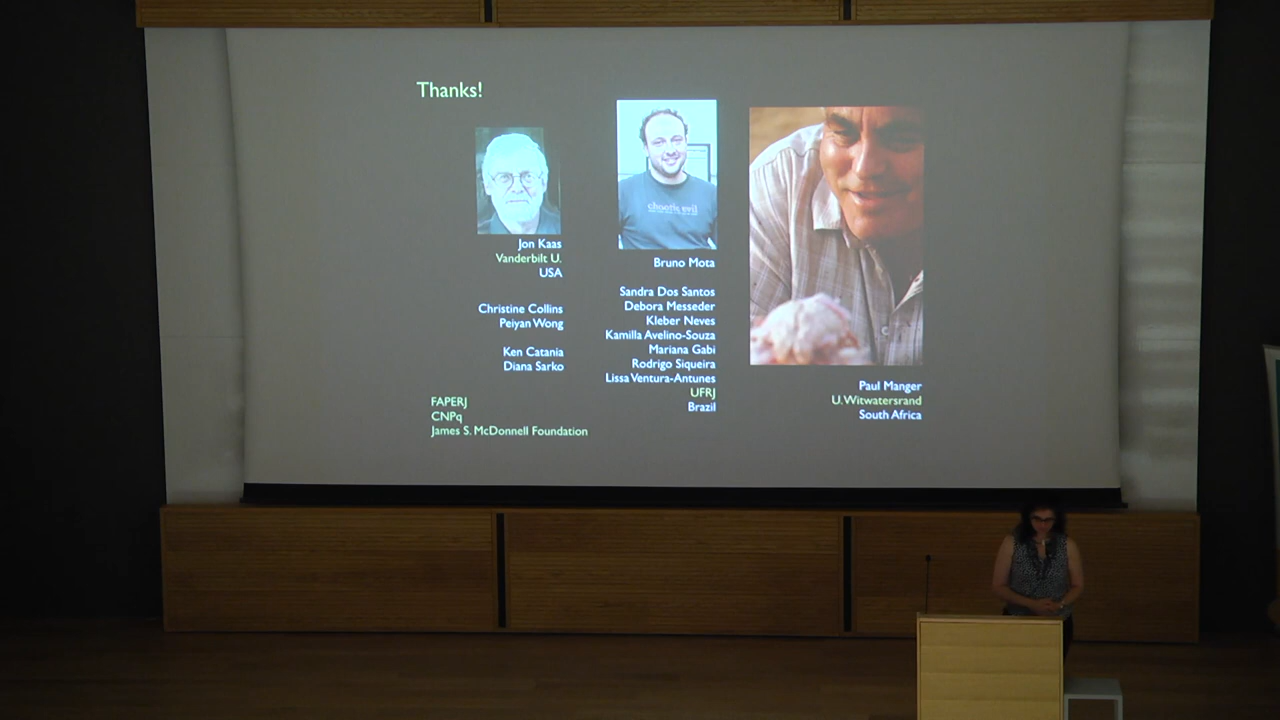 Thanks!
Jon Kaas
Vanderbilt U.
USA
Christine Collins
Peiyan Wong
Ken Catania
Diana Sarko
FAPERJ
CNPq
James S. McDonnell Foundation
chaotic evil
Bruno Mota
Sandra Dos Santos
Debora Messeder
Kleber Neves
Kamilla Avelino-Souza
Mariana Gabi
Rodrigo Siqueira
Lissa Ventura-Antunes
UFRJ
Brazil
Paul Manger
U. Witwatersrand
South Africa